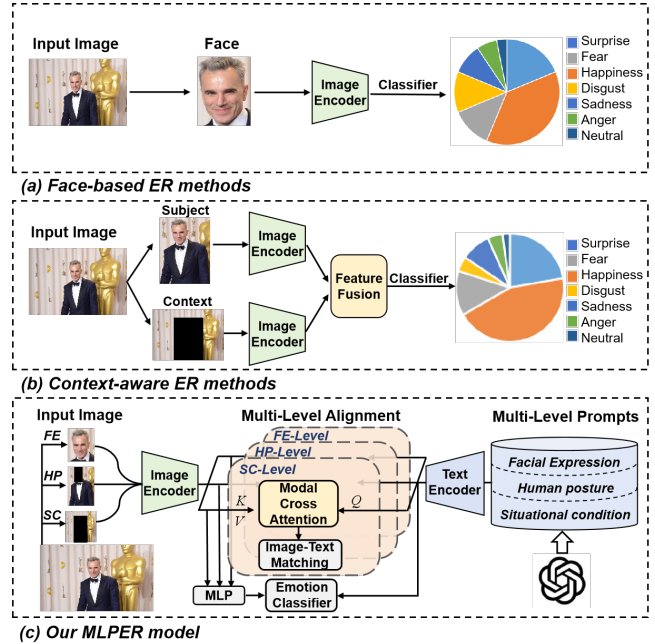 Input Image
Face
Image
Encoder
Classifier
Surprise
Fear
Happiness
Disgust
Sadness
Anger
Neutral
(a) Face-based ER methods
Input Image
Subject
Context
Image
Encoder
Image
Encoder
Feature
Fusion
Classifier
Surprise
Fear
Happiness
Disgust
Sadness
Anger
Neutral
(b) Context-aware ER methods
Input Image
FE
HP
SC
Image
Encoder
Multi-Level Alignment
FE-Level
HP-Level
SC-Level
K
V
Modal
Cross
Attention
Q
Image-Text
Matching
MLP
Emotion
Classifier
Text
Encoder
Multi-Level Prompts
Facial Expression
Human posture
Situational condition
(c) Our MLPER model